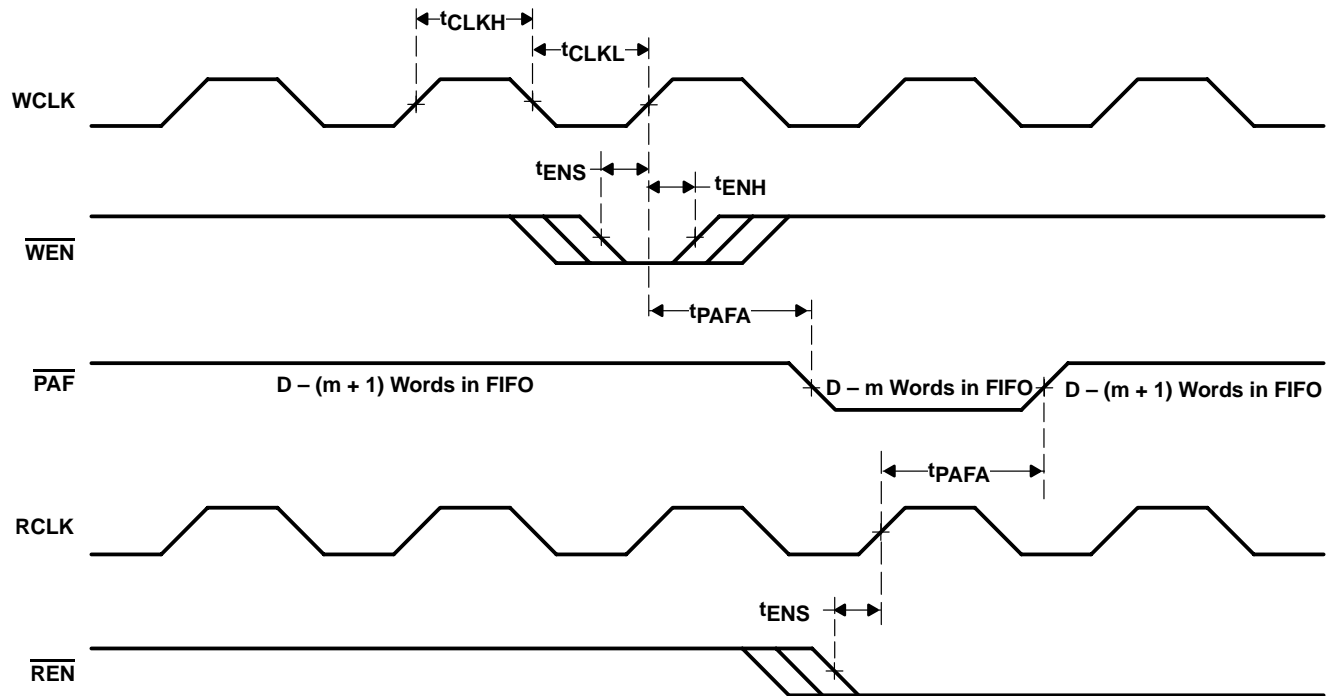 tCLKH
tCLKL
WCLK
tENS
tENH
WEN
tPAFA
PAF
D – (m + 1) Words in FIFO
D – m Words in FIFO
D – (m + 1) Words in FIFO
tPAFA
RCLK
tENS
REN